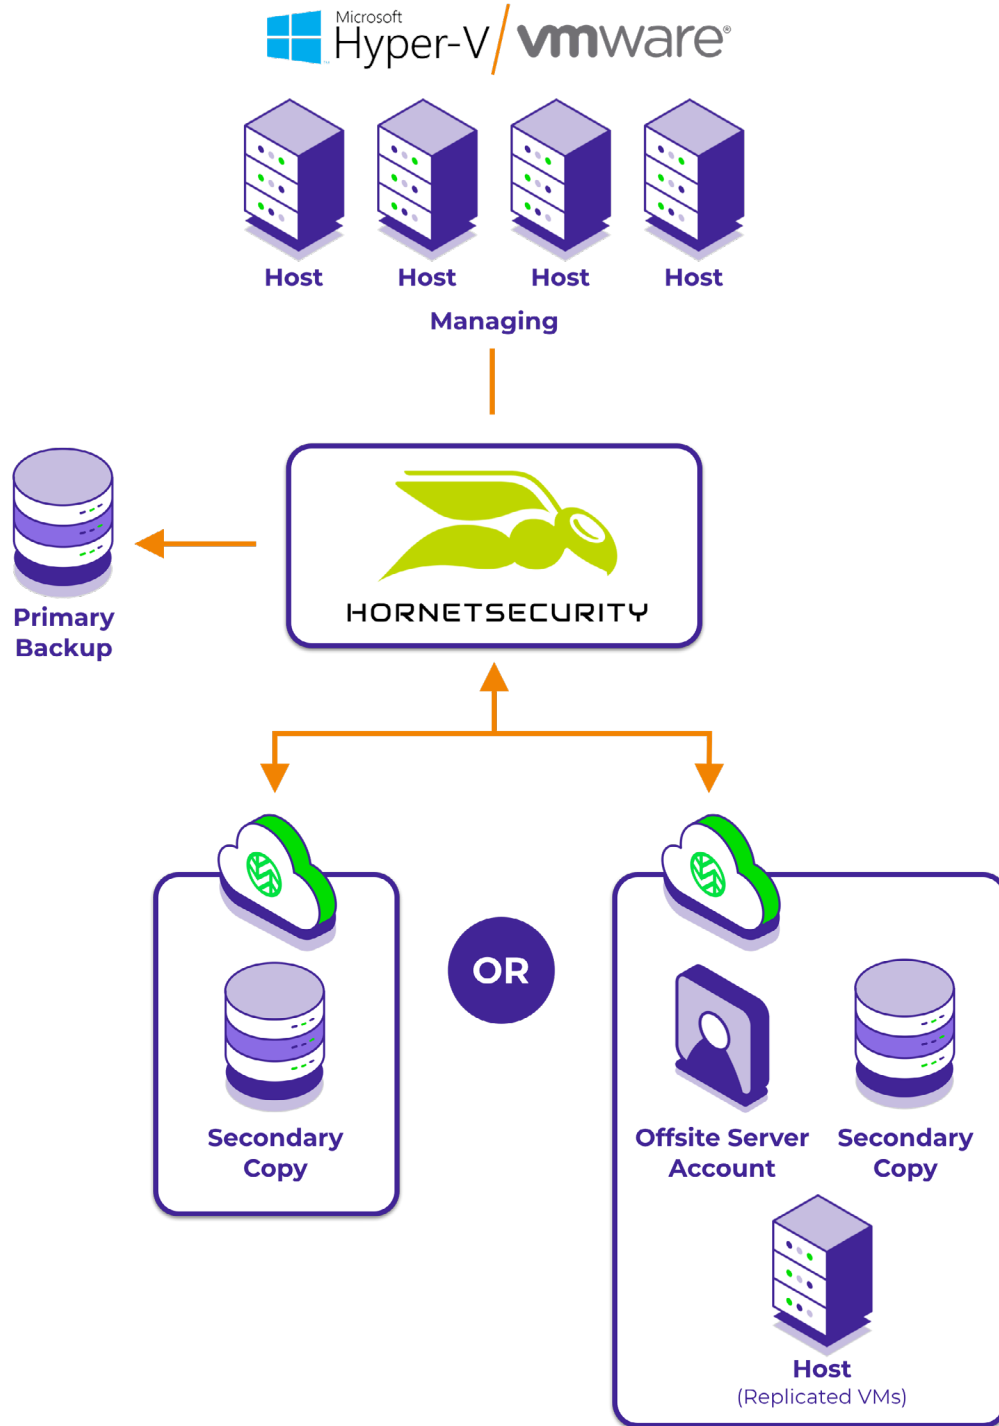 Microsoft
Hyper-V / vmware®
Host Host Host Host
Managing
HORNETSECURITY
Primary
Backup
OR
Secondary
Copy
Offsite Server
Account
Secondary
Copy
Host
(Replicated VMs)